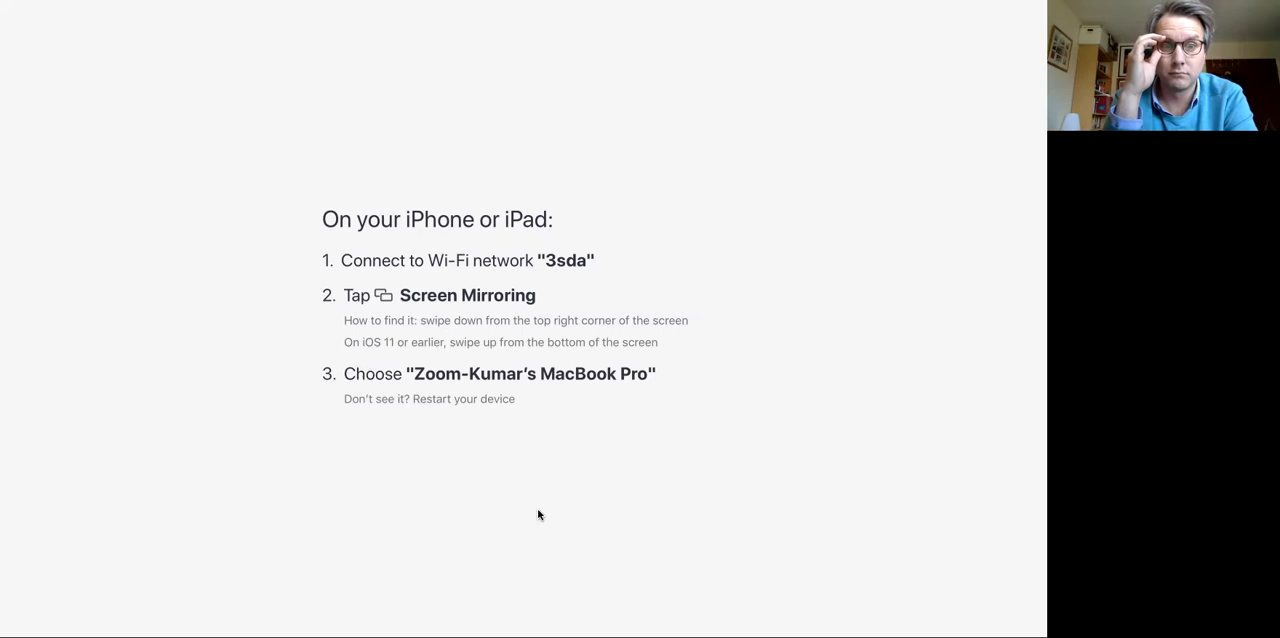 On your iPhone or iPad:
1. Connect to Wi-Fi network "3sda"
2. Tap Screen Mirroring
How to find it: swipe down from the top right corner of the screen
On iOS 11 or earlier, swipe up from the bottom of the screen
3. Choose "Zoom-Kumar’s MacBook Pro"
Don't see it? Restart your device